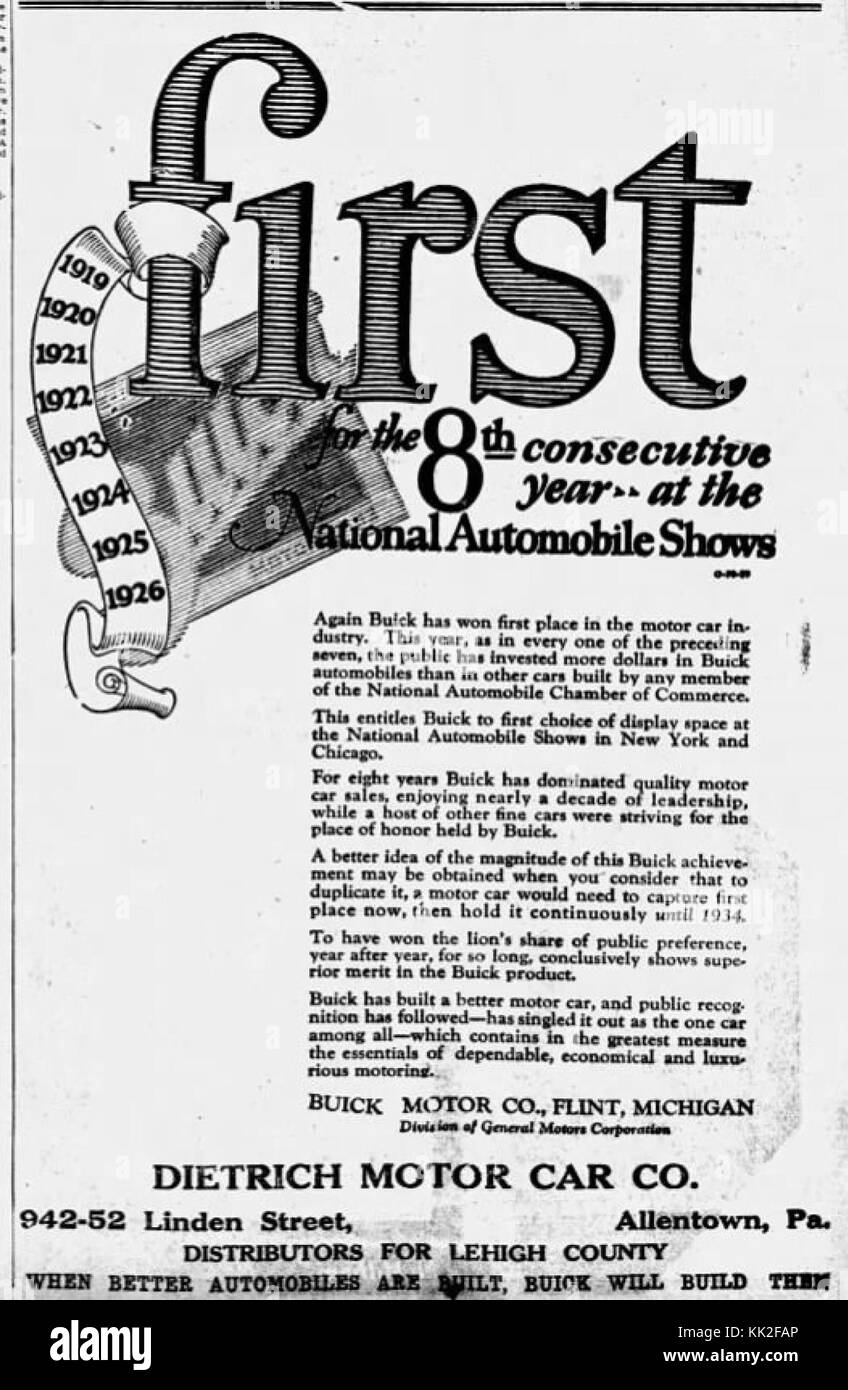 first
1919
1920
1921
1922
1923
1924
1925
1926
for the 8th consecutive
year-- at the
National Automobile Shows
MOTOR
Again Buick has won first place in the motor car in-
dustry. This year, as in every one of the preceding
seven, the public has invested more dollars in Buick
automobiles than in other cars built by any member
of the National Automobile Chamber of Commerce.
This entitles Buick to first choice of display space at
the National Automobile Shows in New York and
Chicago.
For eight years Buick has dominated quality motor
car sales, enjoying nearly a decade of leadership,
while a host of other fine cars were striving for the
place of honor held by Buick.
A better idea of the magnitude of this Buick achieve-
ment may be obtained when you consider that to
duplicate it, a motor car would need to capture first
place now, then hold it continuously until 1934.
To have won the lion's share of public preference,
year after year, for so long, conclusively shows supe-
rior merit in the Buick product.
Buick has built a better motor car, and public recog-
nition has followed—has singled it out as the one car
among all—which contains in the greatest measure
the essentials of dependable, economical and luxu-
rious motoring.
BUICK MOTOR CO., FLINT, MICHIGAN
Division of General Motors Corporation
DIETRICH MOTOR CAR CO.
942-52 Linden Street, Allentown, Pa.
DISTRIBUTORS FOR LEHIGH COUNTY
WHEN BETTER AUTOMOBILES ARE BUILT, BUICK WILL BUILD THEM
alamy
Image ID: KK2FAP
www.alamy.com